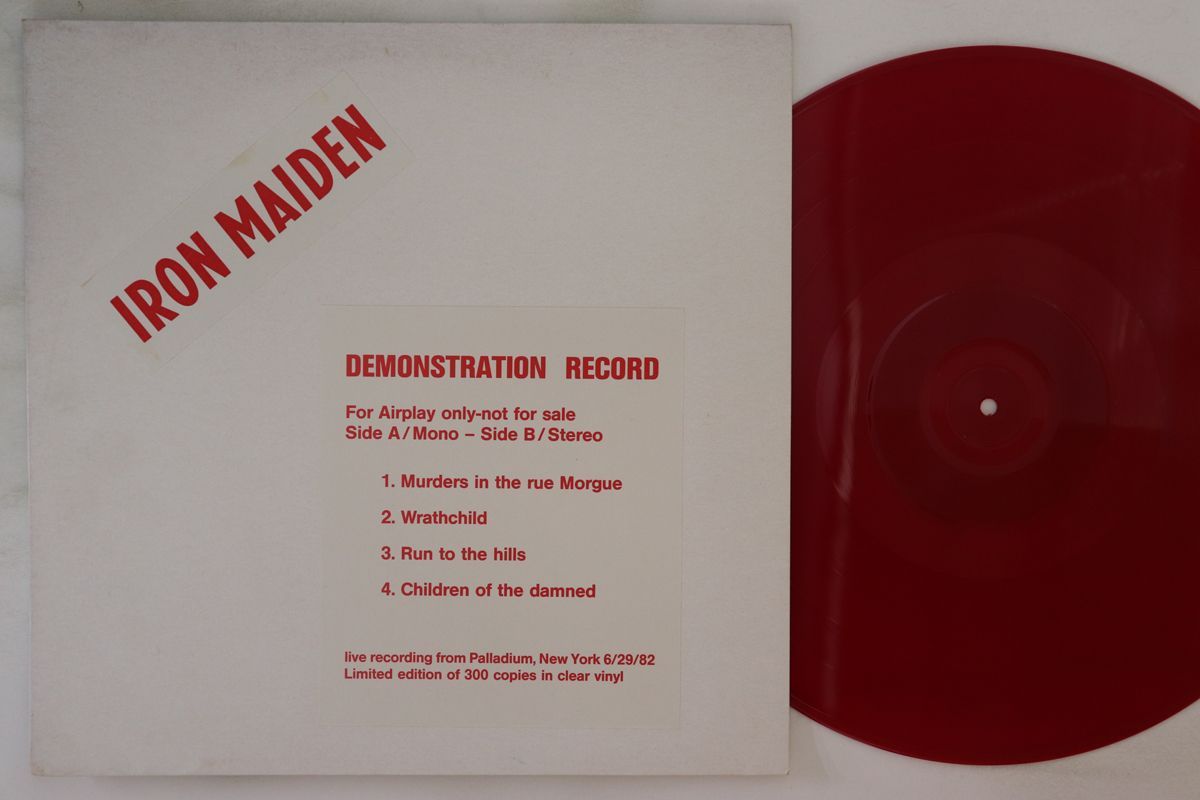 IRON MAIDEN
DEMONSTRATION RECORD
For Airplay only-not for sale
Side A/Mono – Side B/Stereo
1. Murders in the rue Morgue
2. Wrathchild
3. Run to the hills
4. Children of the damned
live recording from Palladium, New York 6/29/82
Limited edition of 300 copies in clear vinyl